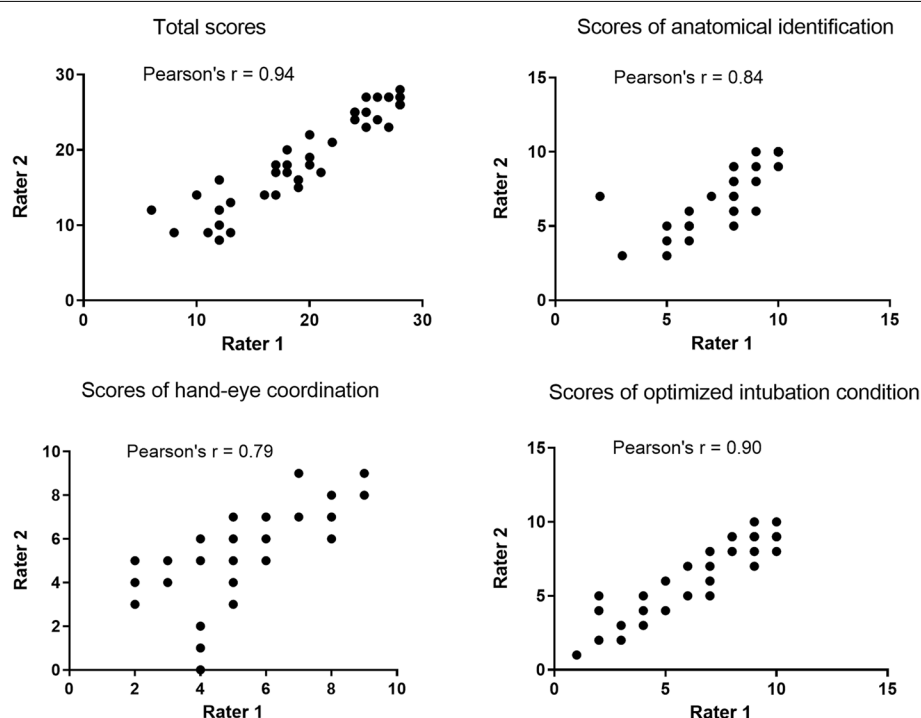 Total scores
Pearson's r = 0.94
30
20
10
0
0 10 20 30
Rater 2
Rater 1
Scores of anatomical identification
Pearson's r = 0.84
15
10
5
0
0 5 10 15
Rater 2
Rater 1
Scores of hand-eye coordination
Pearson's r = 0.79
10
8
6
4
2
0
0 2 4 6 8 10
Rater 2
Rater 1
Scores of optimized intubation condition
Pearson's r = 0.90
15
10
5
0
0 5 10 15
Rater 2
Rater 1